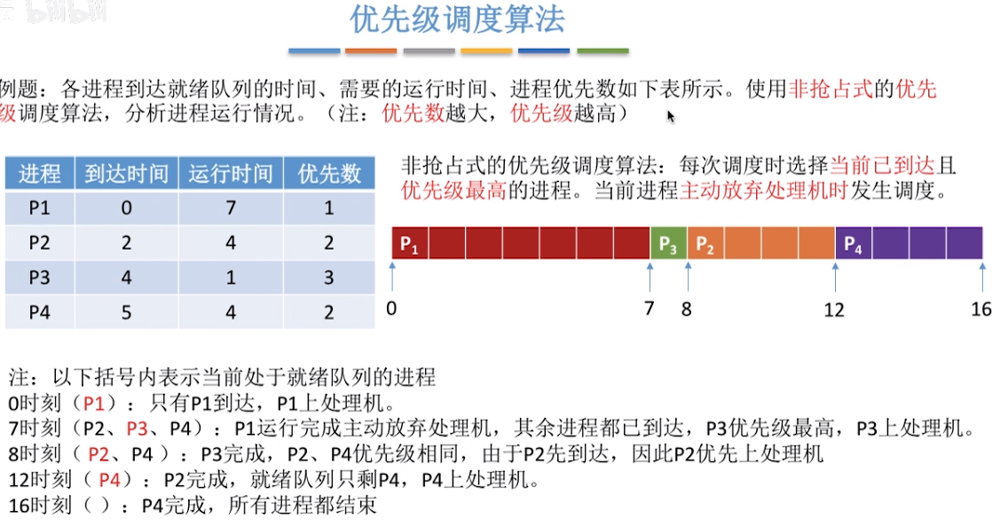 优先级调度算法
例题：各进程到达就绪队列的时间、需要的运行时间、进程优先数如下表所示。使用非抢占式的优先
级调度算法，分析进程运行情况。（注：优先数越大，优先级越高）
进程 到达时间 运行时间 优先数
P1 0 7 1
P2 2 4 2
P3 4 1 3
P4 5 4 2
非抢占式的优先级调度算法：每次调度时选择当前已到达且
优先级最高的进程。当前进程主动放弃处理机时发生调度。
P1 P3 P2 P4
0 7 8 12 16
注：以下括号内表示当前处于就绪队列的进程
0时刻（P1）：只有P1到达，P1上处理机。
7时刻（P2、P3、P4）：P1运行完成主动放弃处理机，其余进程都已到达，P3优先级最高，P3上处理机。
8时刻（P2、P4）：P3完成，P2、P4优先级相同，由于P2先到达，因此P2优先上处理机
12时刻（P4）：P2完成，就绪队列只剩P4，P4上处理机。
16时刻（）：P4完成，所有进程都结束